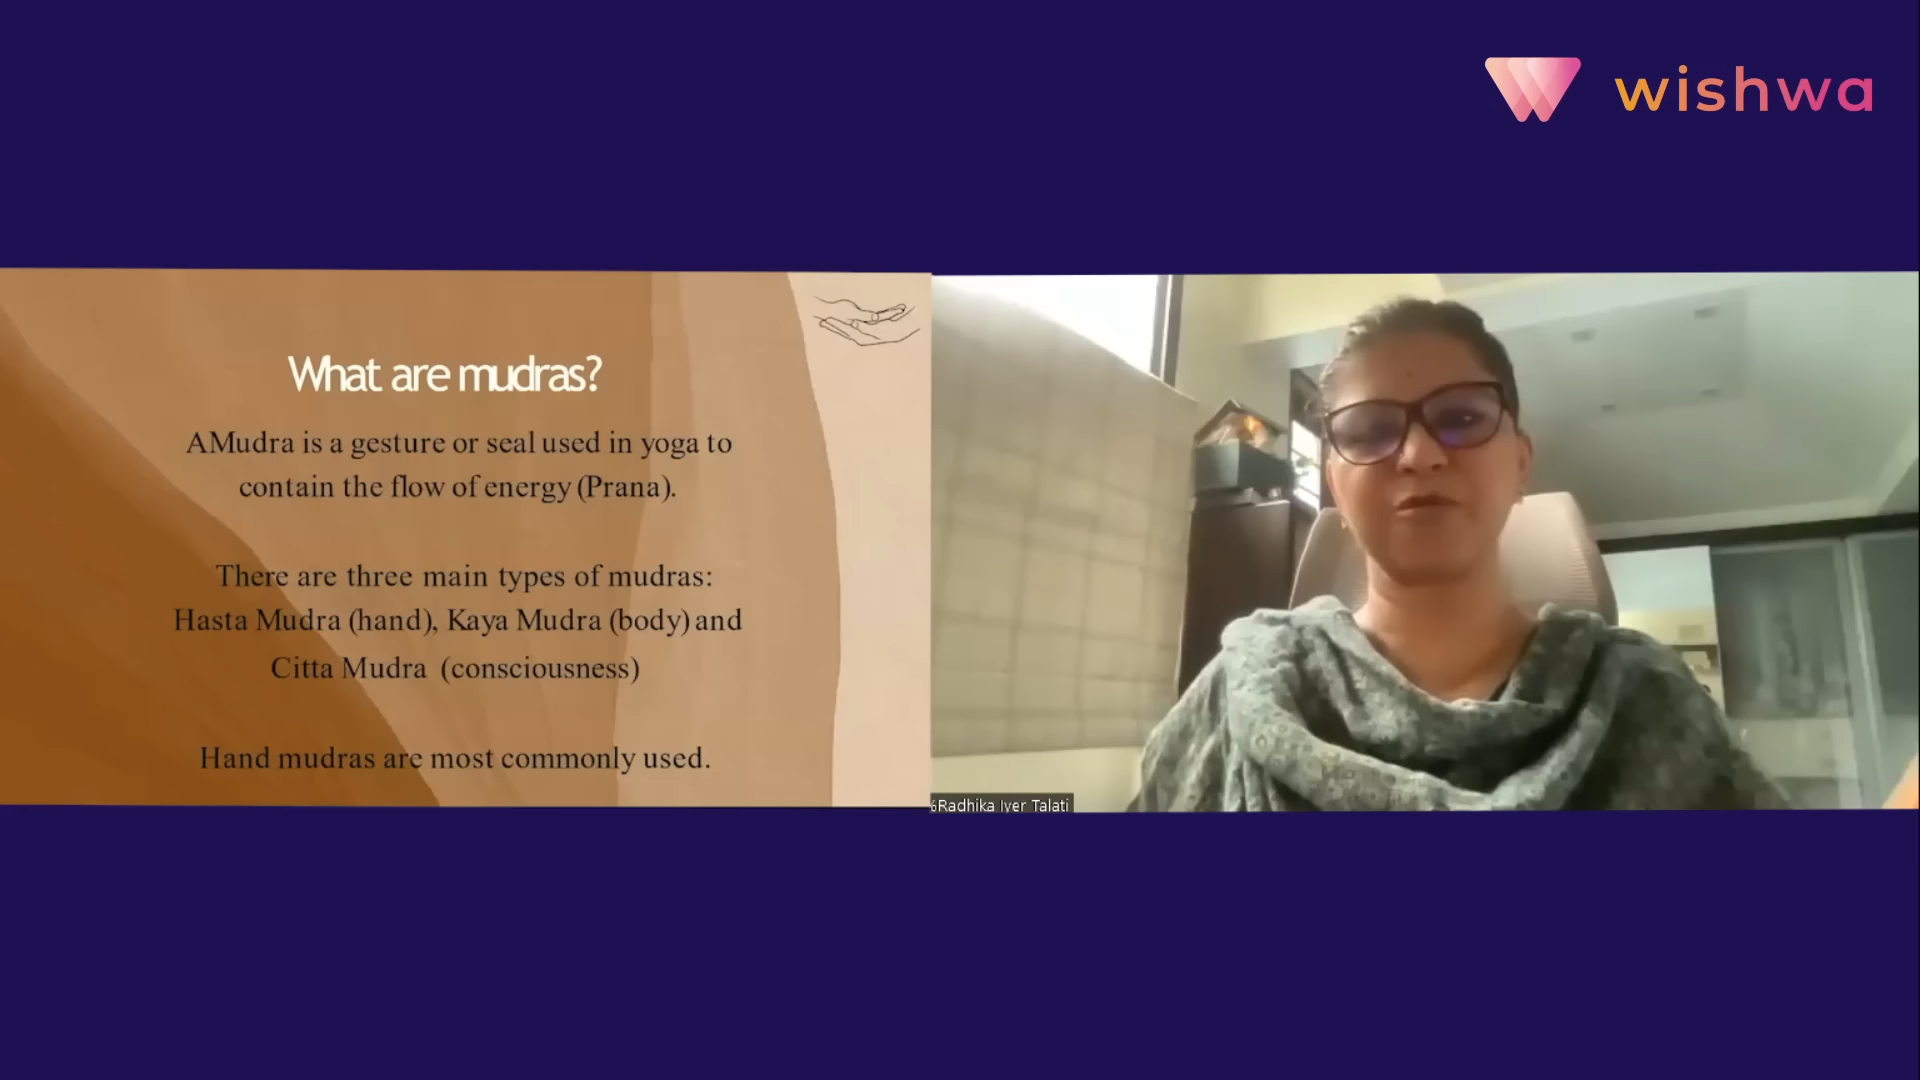 wishwa
What are mudras?
AMudra is a gesture or seal used in yoga to
contain the flow of energy (Prana).
There are three main types of mudras:
Hasta Mudra (hand), Kaya Mudra (body) and
Citta Mudra (consciousness)
Hand mudras are most commonly used.
Radhika Iyer Talati